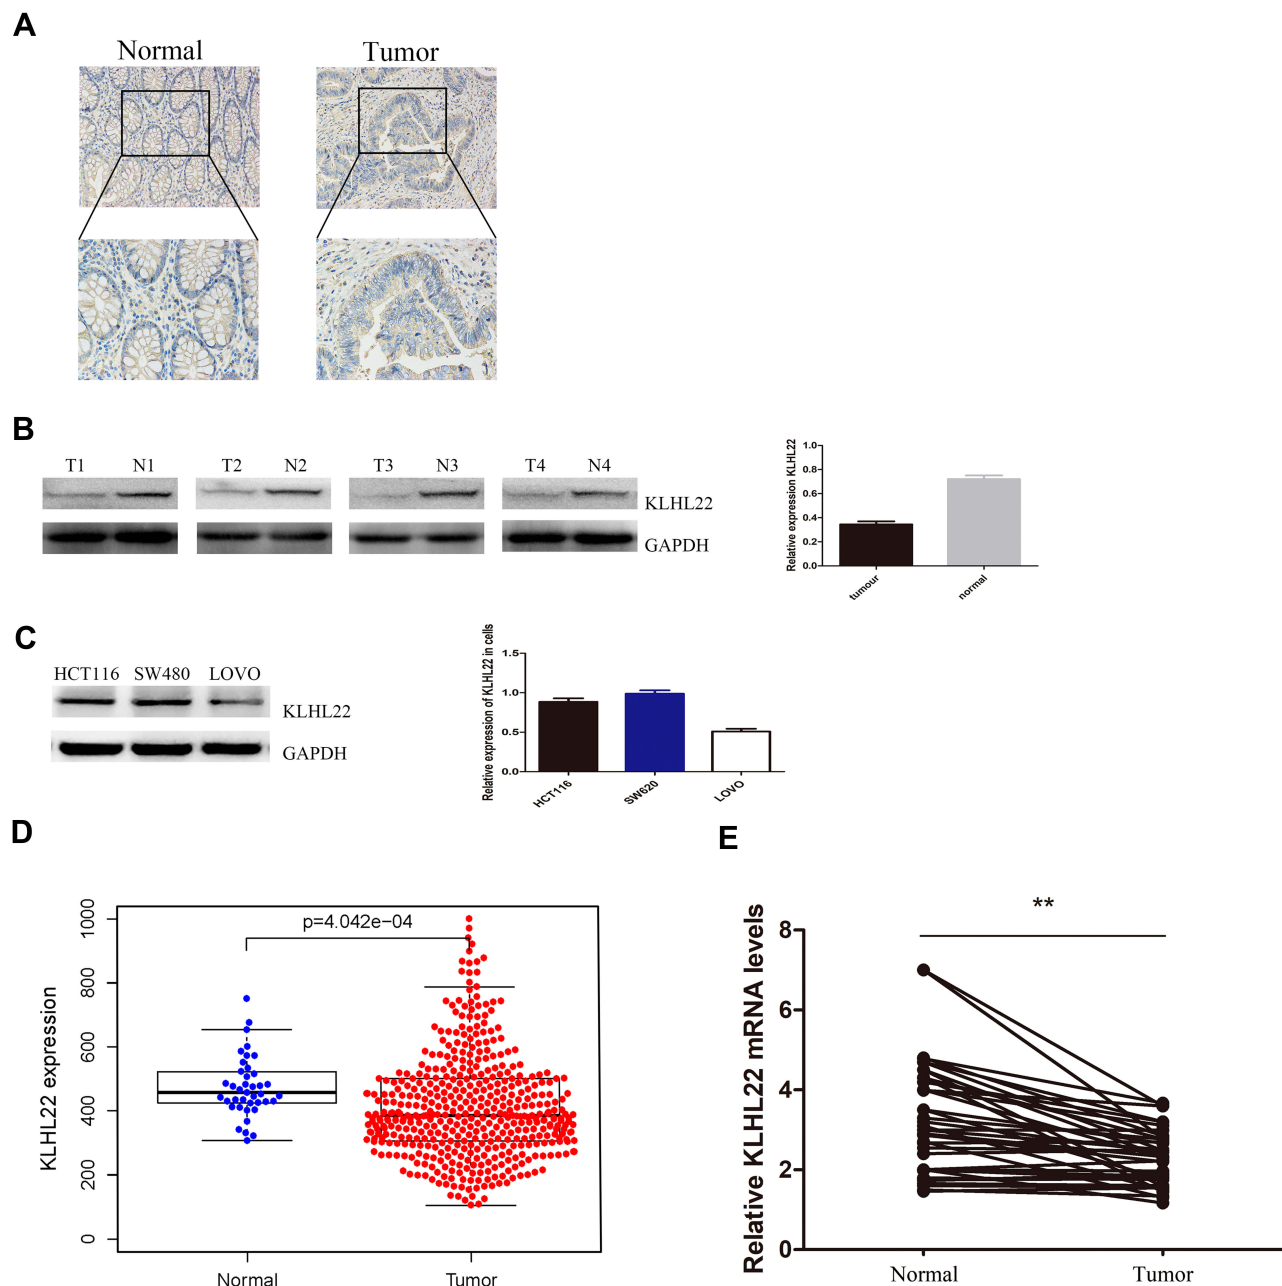 A
Normal Tumor
B
T1 N1 T2 N2 T3 N3 T4 N4
KLHL22
GAPDH
Relative expression KLHL22
1.0
0.8
0.6
0.4
0.2
0.0
tumour normal
C
HCT116 SW480 LOVO
KLHL22
GAPDH
Relative expression of KLHL22 in cells
1.5
1.0
0.5
0.0
HCT116 SW620 LOVO
D
KLHL22 expression
1000
800
600
400
200
0
p=4.042e−04
Normal Tumor
E
Relative KLHL22 mRNA levels
8
6
4
2
0
**
Normal Tumor